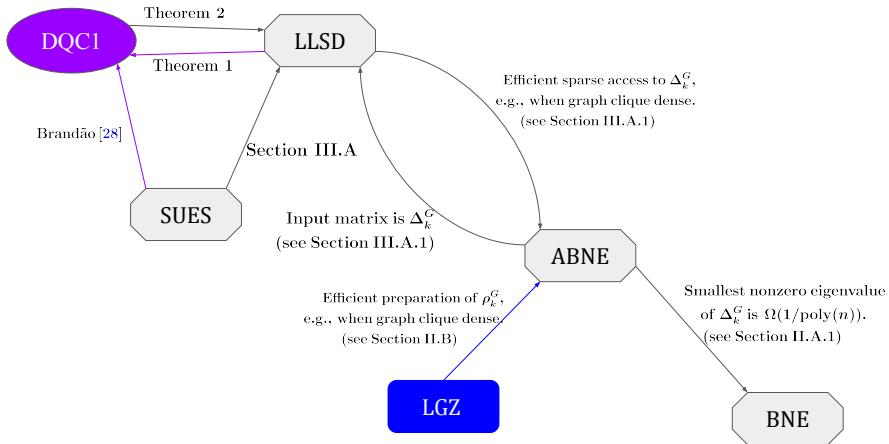 Theorem 2
DQC1
LLSD
Theorem 1
Efficient sparse access to Δ_k^G,
e.g., when graph clique dense.
(see Section III.A.1)
Brandão [28]
Section III.A
SUES
Input matrix is Δ_k^G
(see Section III.A.1)
ABNE
Efficient preparation of ρ_k^G,
e.g., when graph clique dense.
(see Section II.B)
Smallest nonzero eigenvalue
of Δ_k^G is Ω(1/poly(n)).
(see Section II.A.1)
LGZ
BNE